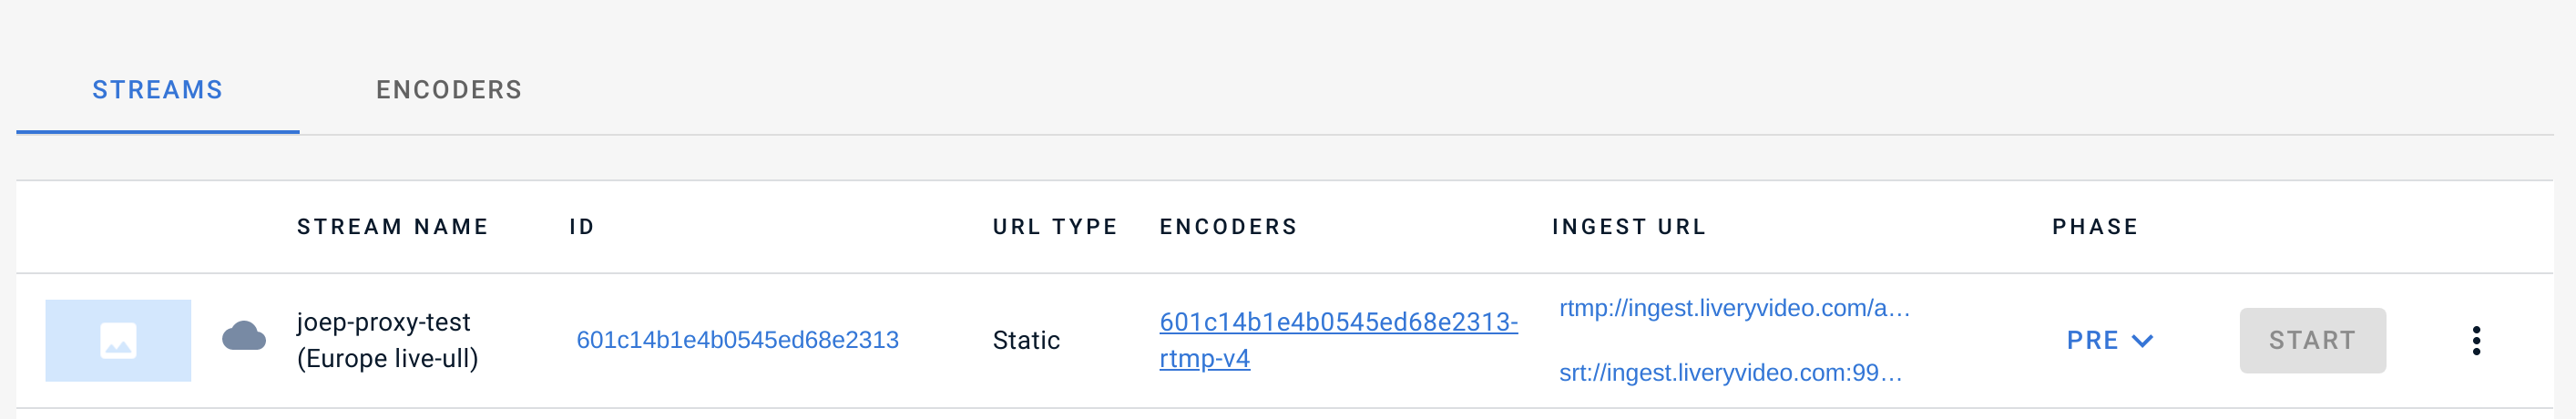 STREAMS ENCODERS
STREAM NAME ID URL TYPE ENCODERS INGEST URL PHASE
joep-proxy-test
(Europe live-ull)
601c14b1e4b0545ed68e2313
Static
601c14b1e4b0545ed68e2313-
rtmp-v4
rtmp://ingest.liveryvideo.com/a…
srt://ingest.liveryvideo.com:99…
PRE
START